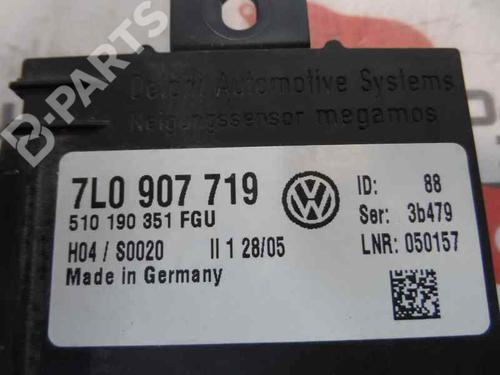 B-PARTS
Delphi Automotive Systems
Neigungssensor megamos
7L0 907 719
510 190 351 FGU
H04 / S0020 II 1 28/05
Made in Germany
ID: 88
Ser: 3b479
LNR: 050157